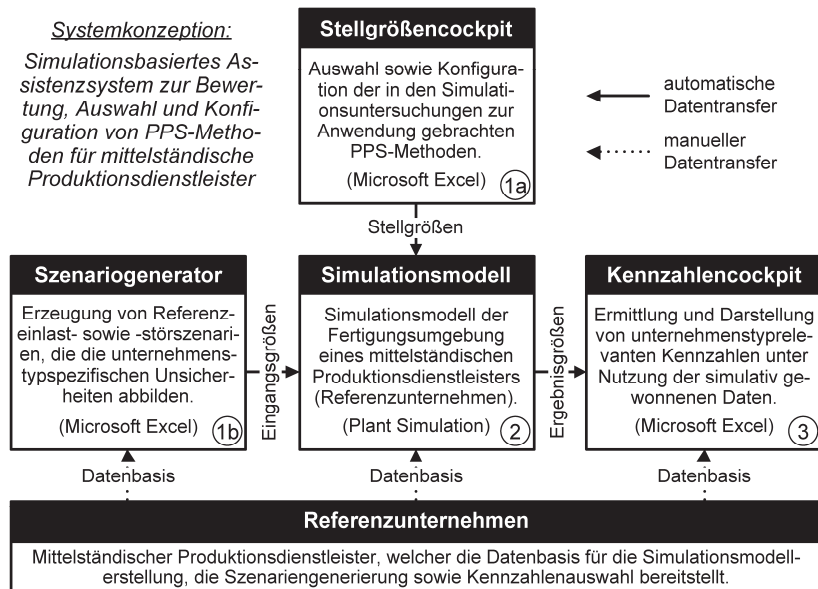 Systemkonzeption:
Simulationsbasiertes As-
sistenzsystem zur Bewer-
tung, Auswahl und Konfi-
guration von PPS-Metho-
den für mittelständische
Produktionsdienstleister
Stellgrößencockpit
Auswahl sowie Konfigura-
tion der in den Simulati-
onsuntersuchungen zur
Anwendung gebrachten
PPS-Methoden.
(Microsoft Excel)
1a
automatische
Datentransfer
manueller
Datentransfer
Stellgrößen
Szenariogenerator
Erzeugung von Referenz-
einlast- sowie -störszenari-
en, die die unternehmens-
typspezifischen Unsicher-
heiten abbilden.
(Microsoft Excel)
1b
Eingangsgrößen
Simulationsmodell
Simulationsmodell der
Fertigungsumgebung
eines mittelständischen
Produktionsdienstleisters
(Referenzunternehmen).
(Plant Simulation)
2
Ergebnisgrößen
Kennzahlencockpit
Ermittlung und Darstellung
von unternehmenstyprele-
vanten Kennzahlen unter
Nutzung der simulativ ge-
wonnenen Daten.
(Microsoft Excel)
3
Datenbasis
Datenbasis
Datenbasis
Referenzunternehmen
Mittelständischer Produktionsdienstleister, welcher die Datenbasis für die Simulationsmodell-
erstellung, die Szenariengenerierung sowie Kennzahlenauswahl bereitstellt.